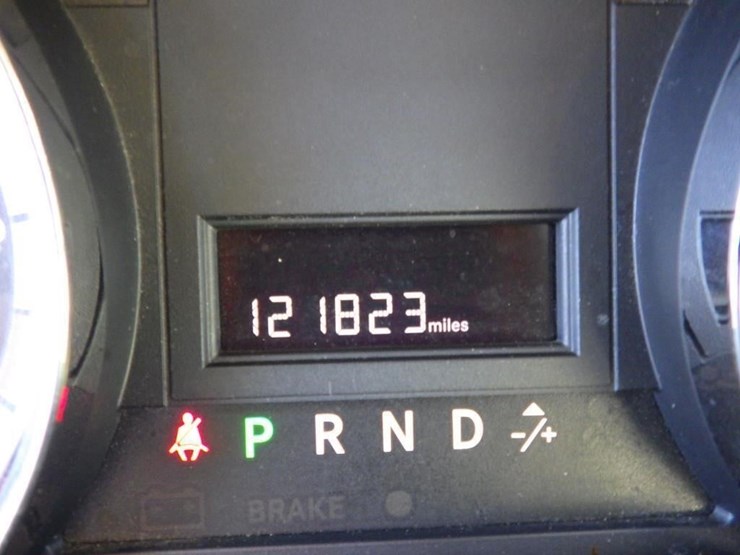 121823 miles
P R N D -/+
BRAKE